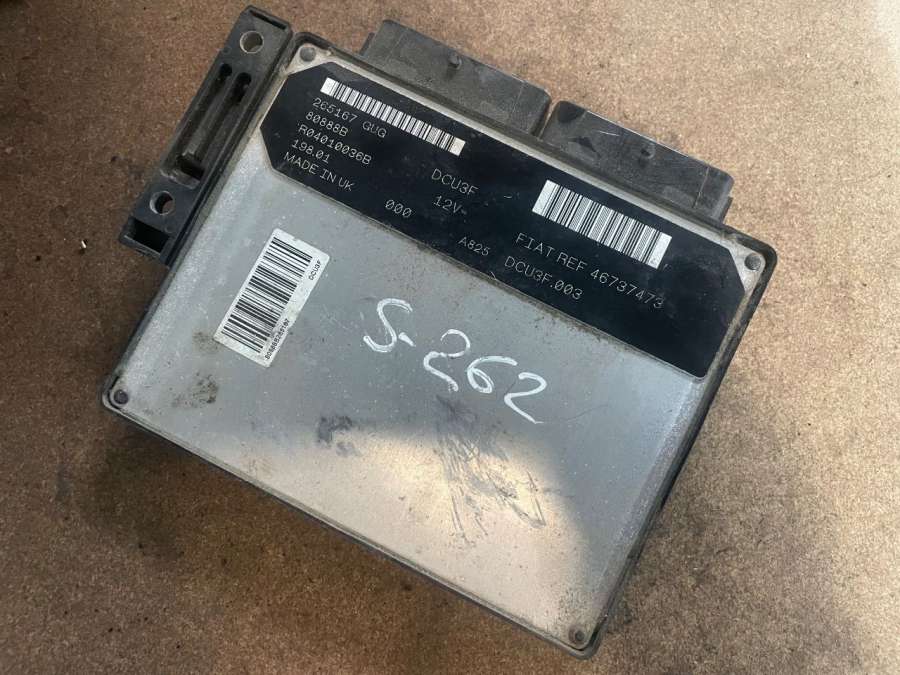 265167 GUG
80888B
R04010036B
198.01
MADE IN UK
DCU3F
12V
000
A825
DCU3F.003
FIAT REF 46737473
DCU3F
S-262